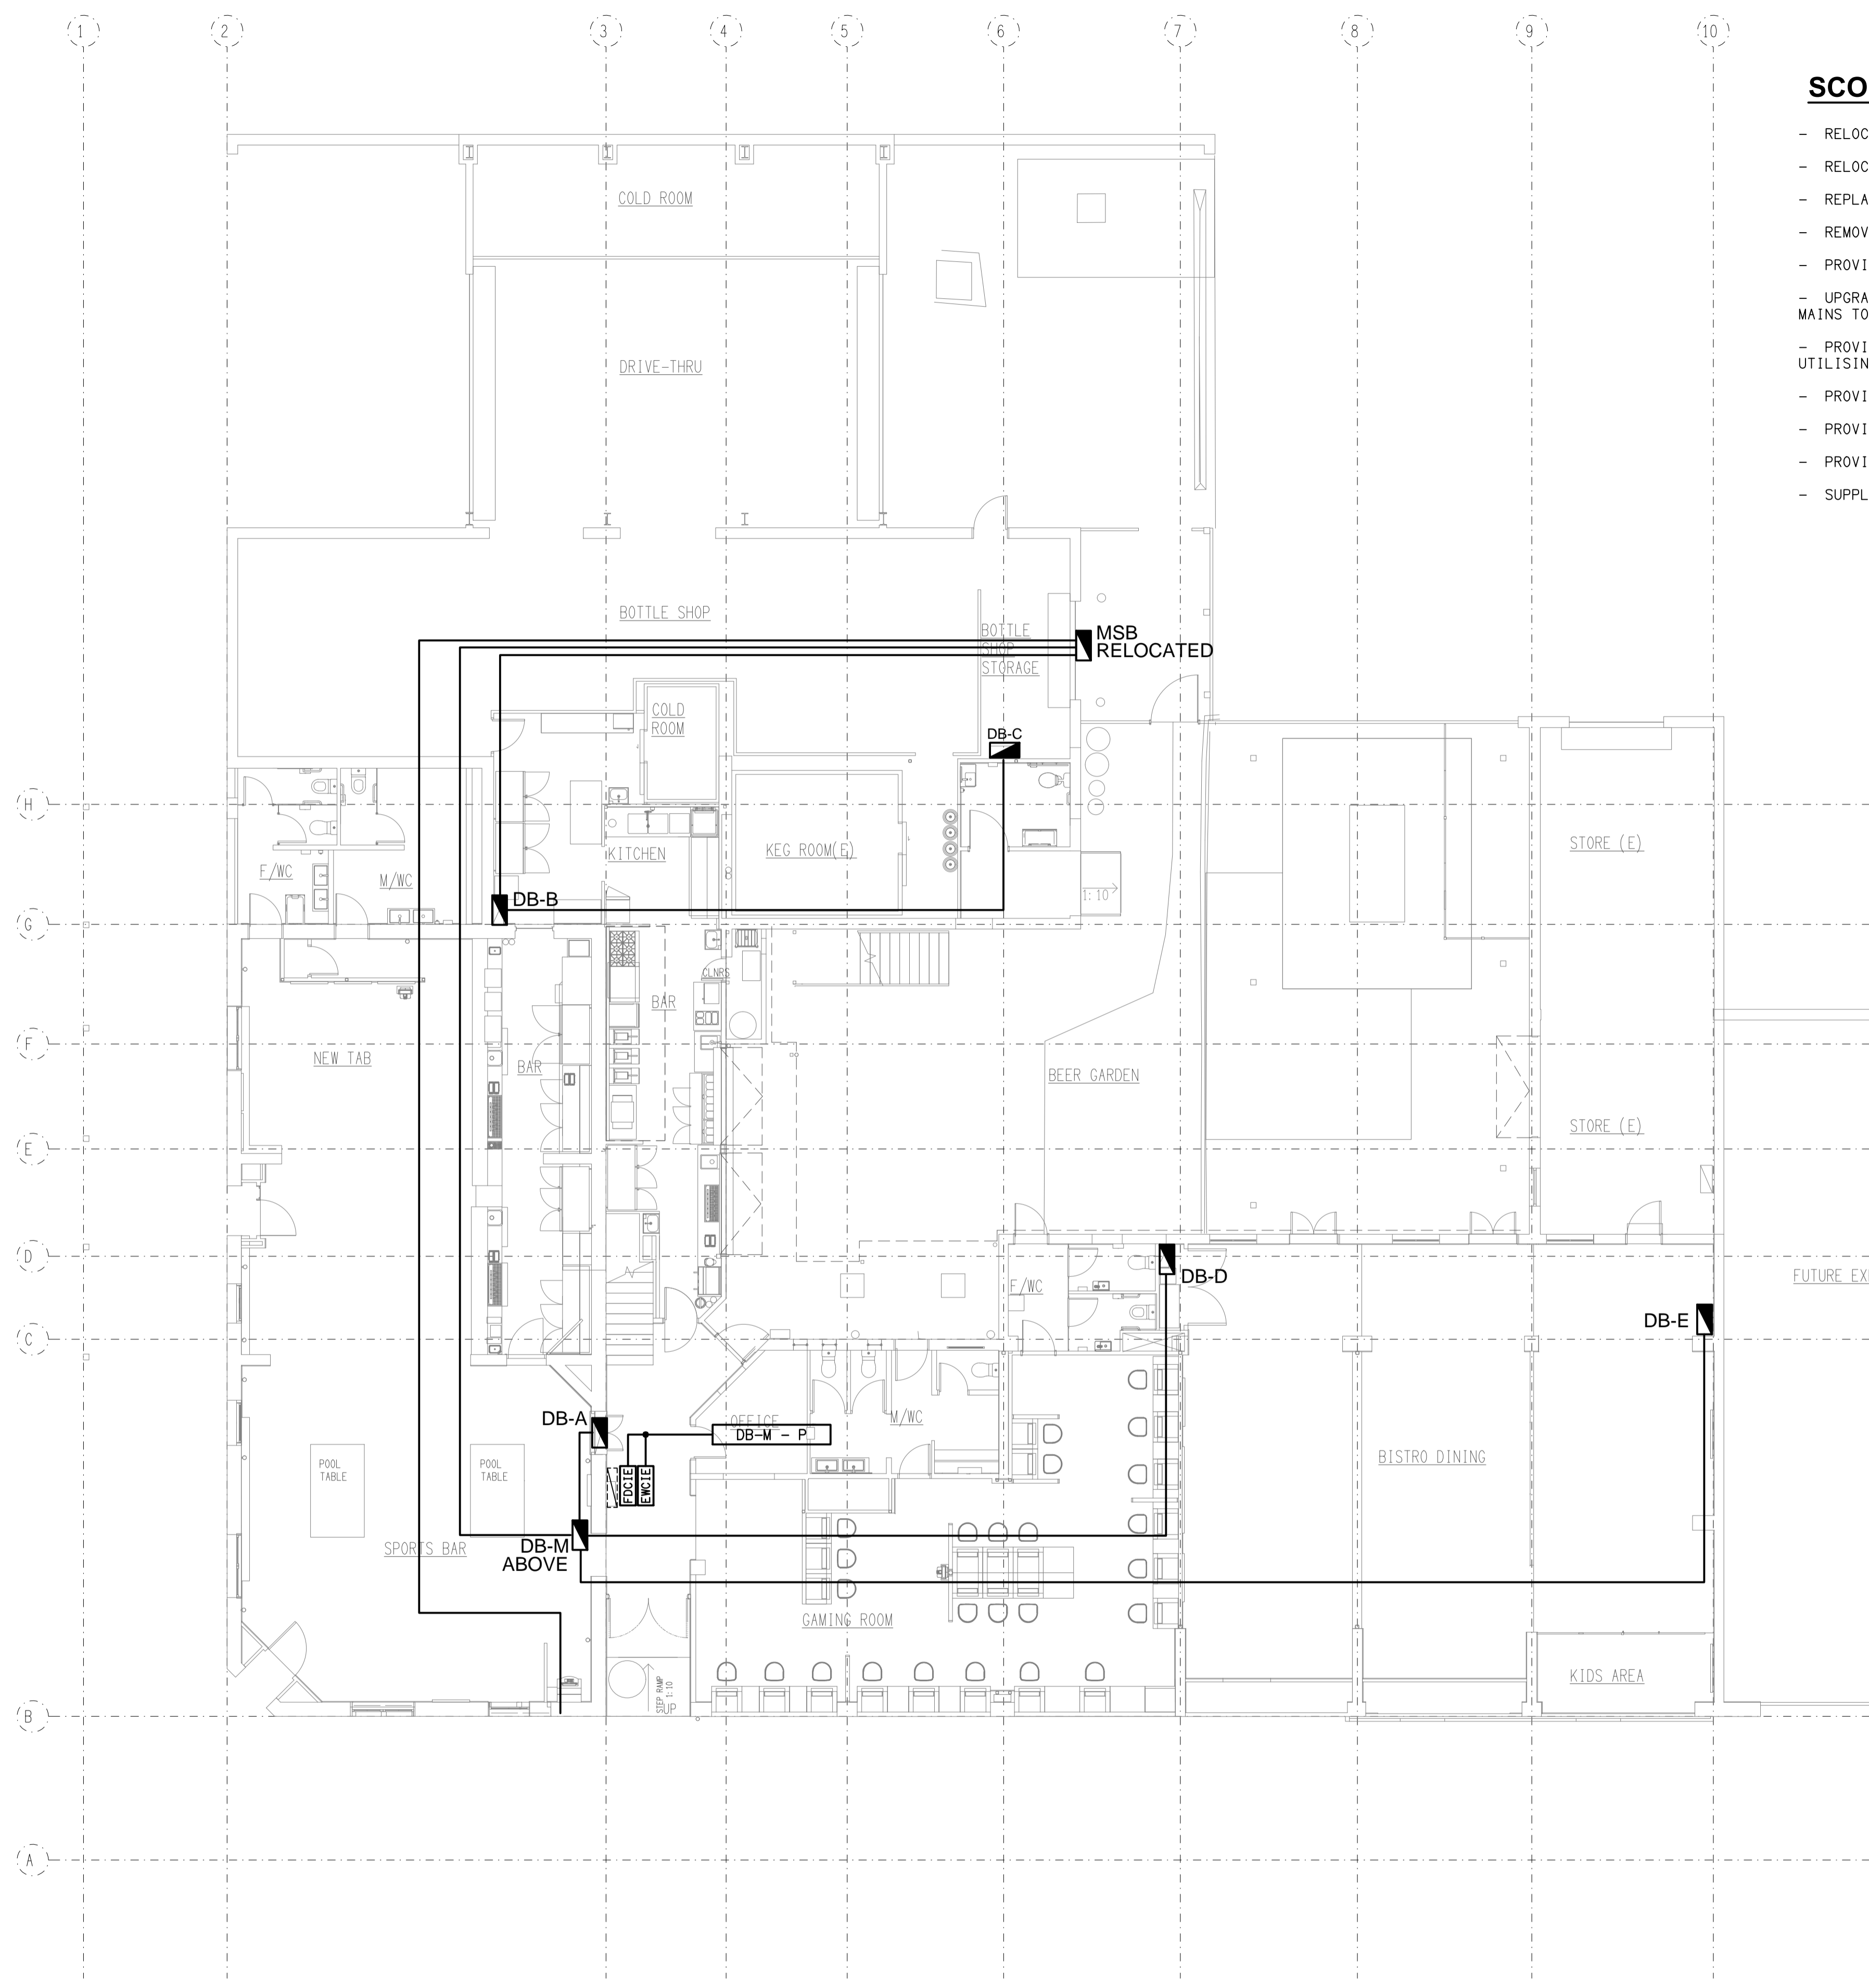 1
2
3
4
5
6
7
8
9
10
SCO
- RELOC
- RELOC
- REPLA
- REMOV
- PROVI
- UPGRA
MAINS TO
- PROVI
UTILISIN
- PROVI
- PROVI
- PROVI
- SUPPL
COLD ROOM
DRIVE-THRU
BOTTLE SHOP
BOTTLE
SHOP
STORAGE
MSB
RELOCATED
COLD
ROOM
DB-C
H
KITCHEN
KEG ROOM(E)
STORE (E)
F/WC
M/WC
1:10
DB-B
G
CLNRS
BAR
F
NEW TAB
BAR
BEER GARDEN
E
STORE (E)
D
F/WC
DB-D
FUTURE EX
C
DB-E
DB-A
OFFICE
M/WC
DB-M - P
POOL
TABLE
POOL
TABLE
FDCIE
EWCIE
BISTRO DINING
SPORTS BAR
DB-M
ABOVE
GAMING ROOM
KIDS AREA
STEP RAMP
1:10
UP
B
A